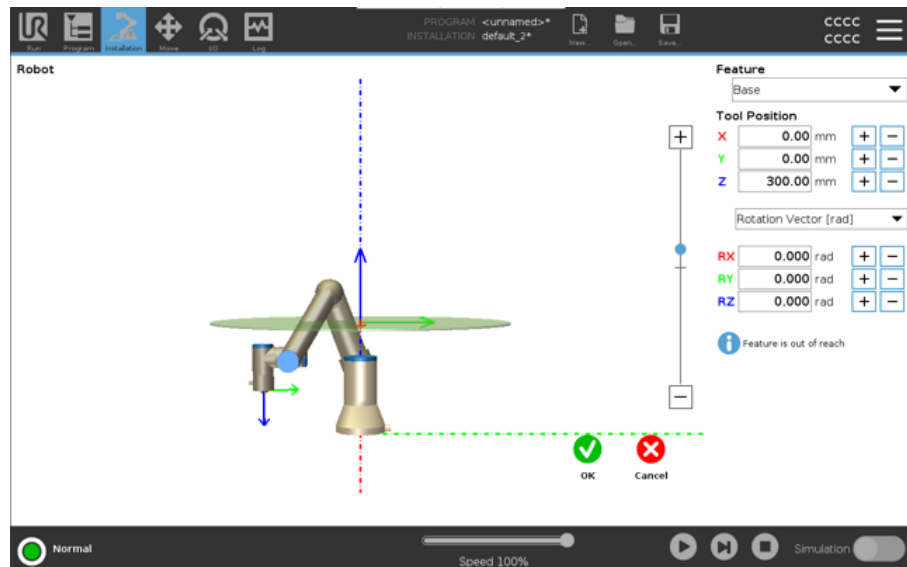 UR
PROGRAM <unnamed>*
INSTALLATION default_2*
Run Program Installation Move I/O Log New... Open... Save...
cccc
cccc
Robot
Feature
Base
Tool Position
X 0.00 mm + −
Y 0.00 mm + −
Z 300.00 mm + −
Rotation Vector [rad]
RX 0.000 rad + −
RY 0.000 rad + −
RZ 0.000 rad + −
Feature is out of reach
OK Cancel
Normal
Speed 100%
Simulation